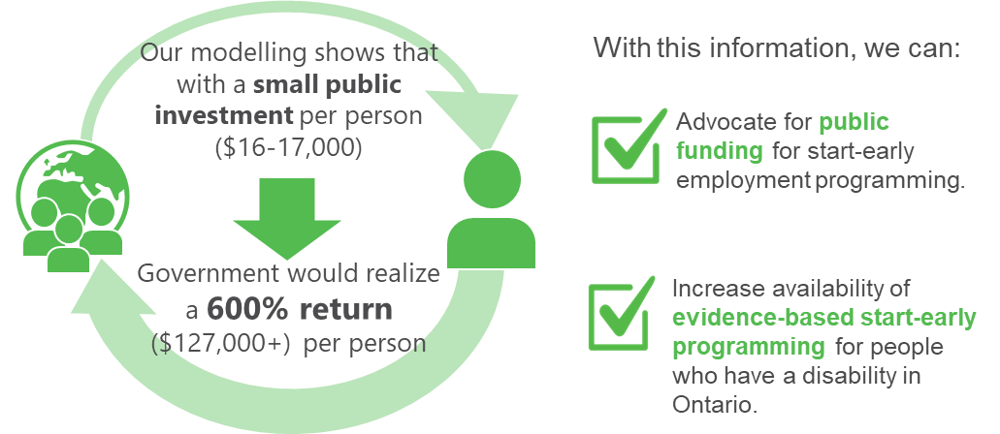 Our modelling shows that
with a small public
investment per person
($16-17,000)
Government would realize
a 600% return
($127,000+) per person
With this information, we can:
Advocate for public
funding for start-early
employment programming.
Increase availability of
evidence-based start-early
programming for people
who have a disability in
Ontario.